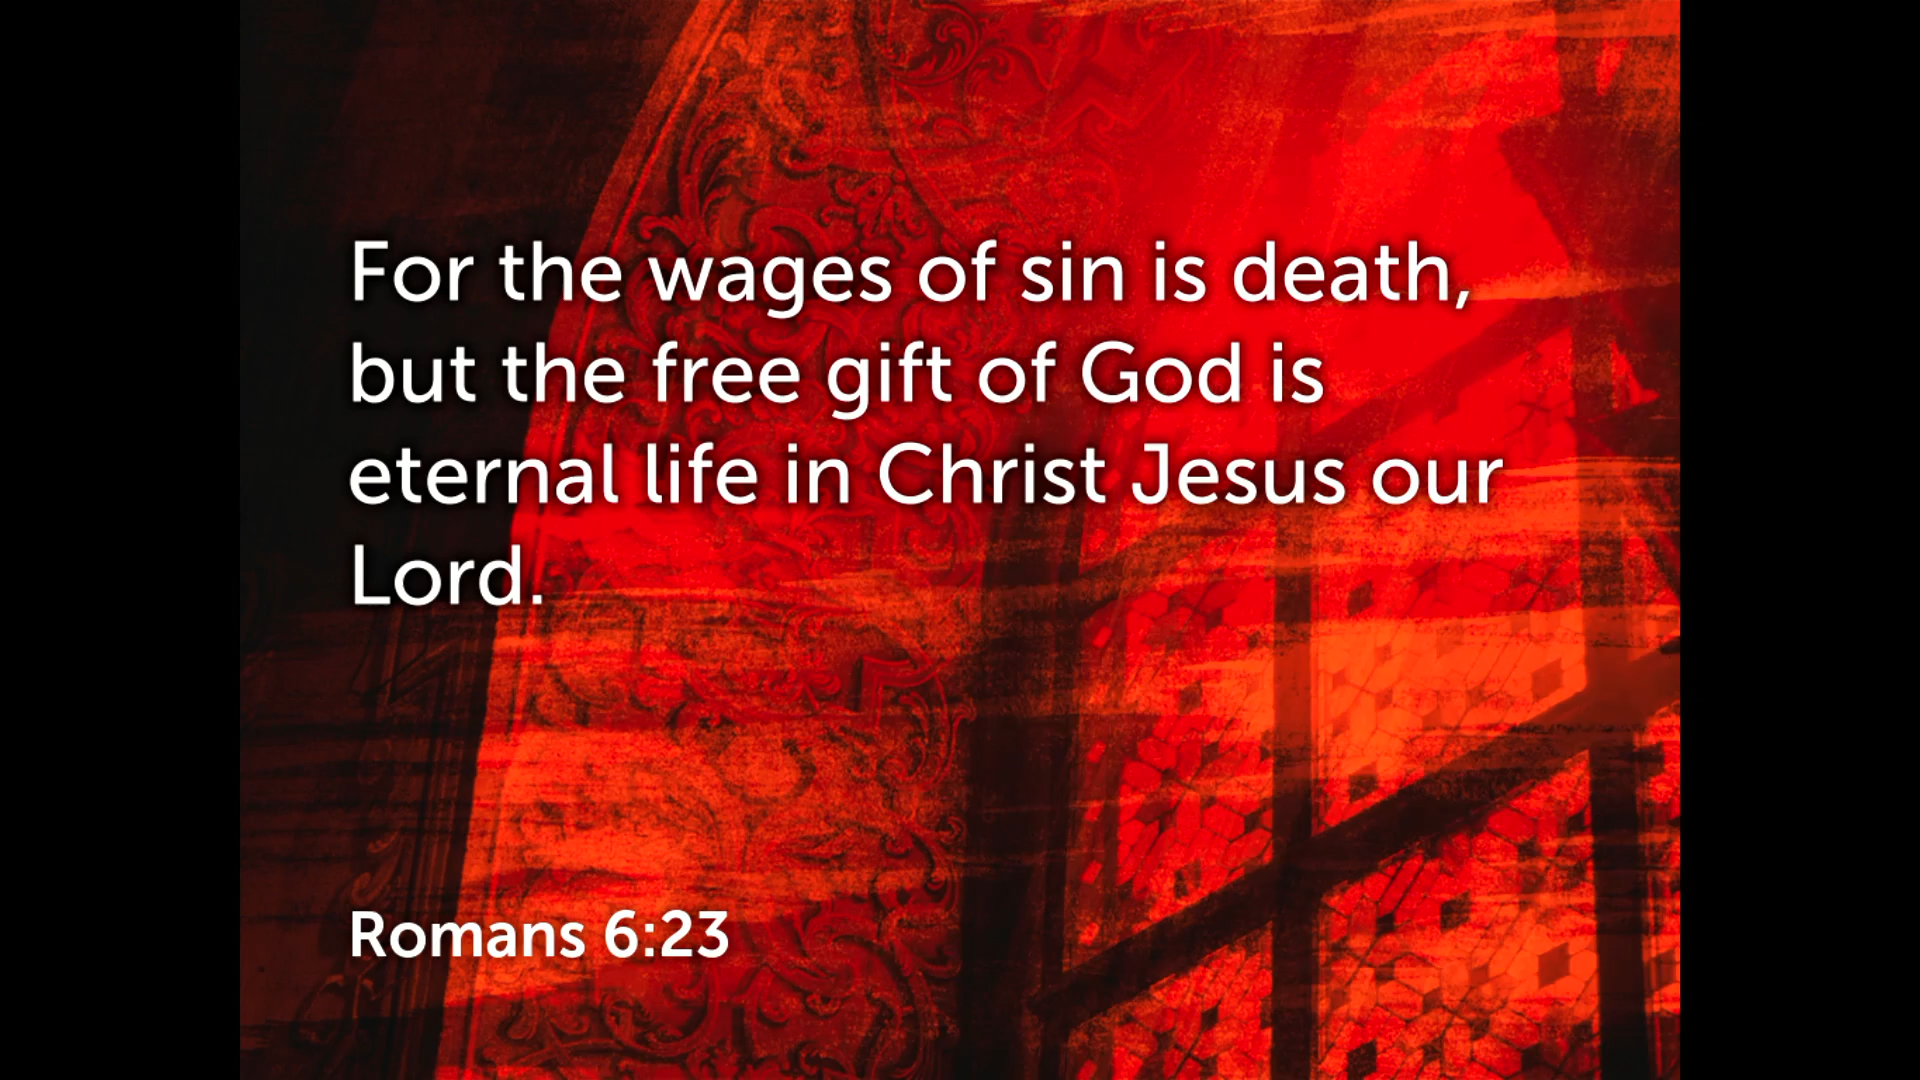 For the wages of sin is death,
but the free gift of God is
eternal life in Christ Jesus our
Lord.
Romans 6:23